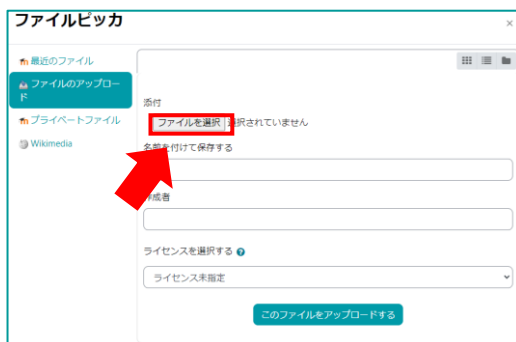 ファイルピッカ
×
最近のファイル
ファイルのアップロー
ド
プライベートファイル
Wikimedia
添付
ファイルを選択 選択されていません
名前を付けて保存する
作成者
ライセンスを選択する ?
ライセンス未指定
このファイルをアップロードする